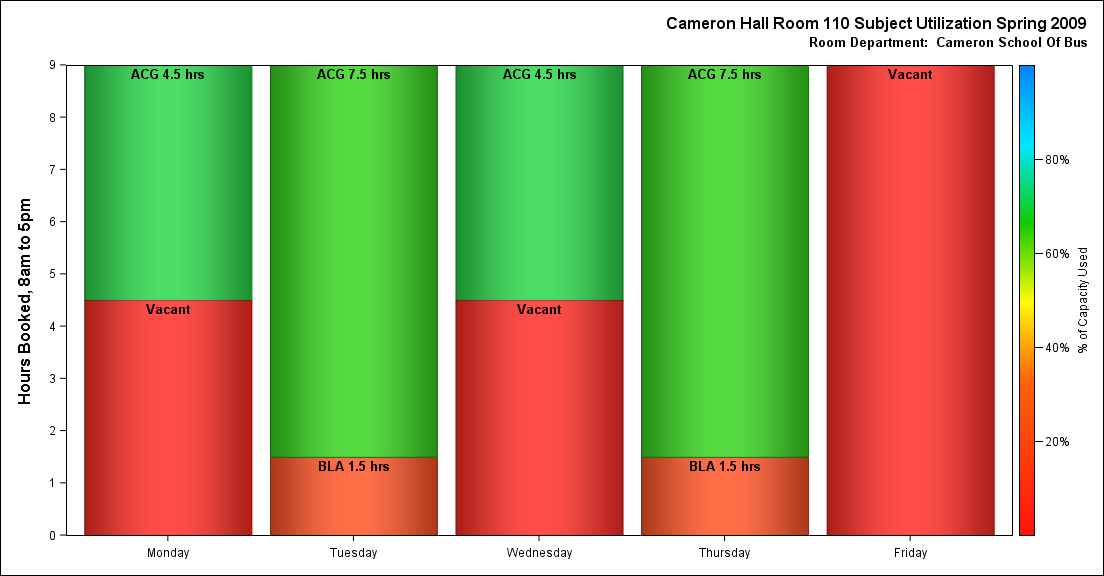 Cameron Hall Room 110 Subject Utilization Spring 2009
Room Department:  Cameron School Of Bus
Hours Booked, 8am to 5pm
9
8
7
6
5
4
3
2
1
0
ACG 4.5 hrs
Vacant
ACG 7.5 hrs
BLA 1.5 hrs
ACG 4.5 hrs
Vacant
ACG 7.5 hrs
BLA 1.5 hrs
Vacant
Monday
Tuesday
Wednesday
Thursday
Friday
80%
60%
40%
20%
% of Capacity Used